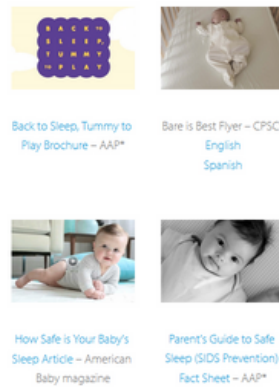 BACK to
SLEEP,
TUMMY
to PLAY
Back to Sleep, Tummy to
Play Brochure – AAP*
Bare is Best Flyer – CPSC
English
Spanish
How Safe is Your Baby's
Sleep Article – American
Baby magazine
Parent's Guide to Safe
Sleep (SIDS Prevention)
Fact Sheet – AAP*